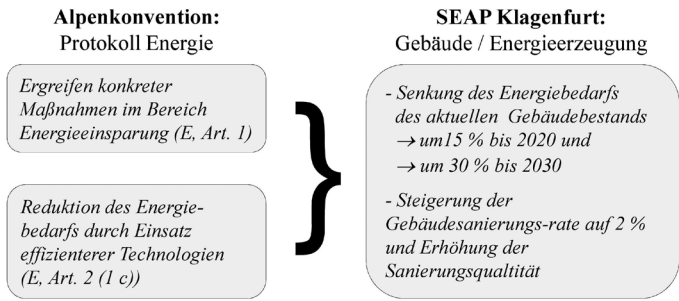 Alpenkonvention:
Protokoll Energie
Ergreifen konkreter
Maßnahmen im Bereich
Energieeinsparung (E, Art. 1)
Reduktion des Energie-
bedarfs durch Einsatz
effizienterer Technologien
(E, Art. 2 (1 c))
}
SEAP Klagenfurt:
Gebäude / Energieerzeugung
- Senkung des Energiebedarfs
des aktuellen Gebäudebestands
→ um15 % bis 2020 und
→ um 30 % bis 2030
- Steigerung der
Gebäudesanierungs-rate auf 2 %
und Erhöhung der
Sanierungsqualtität